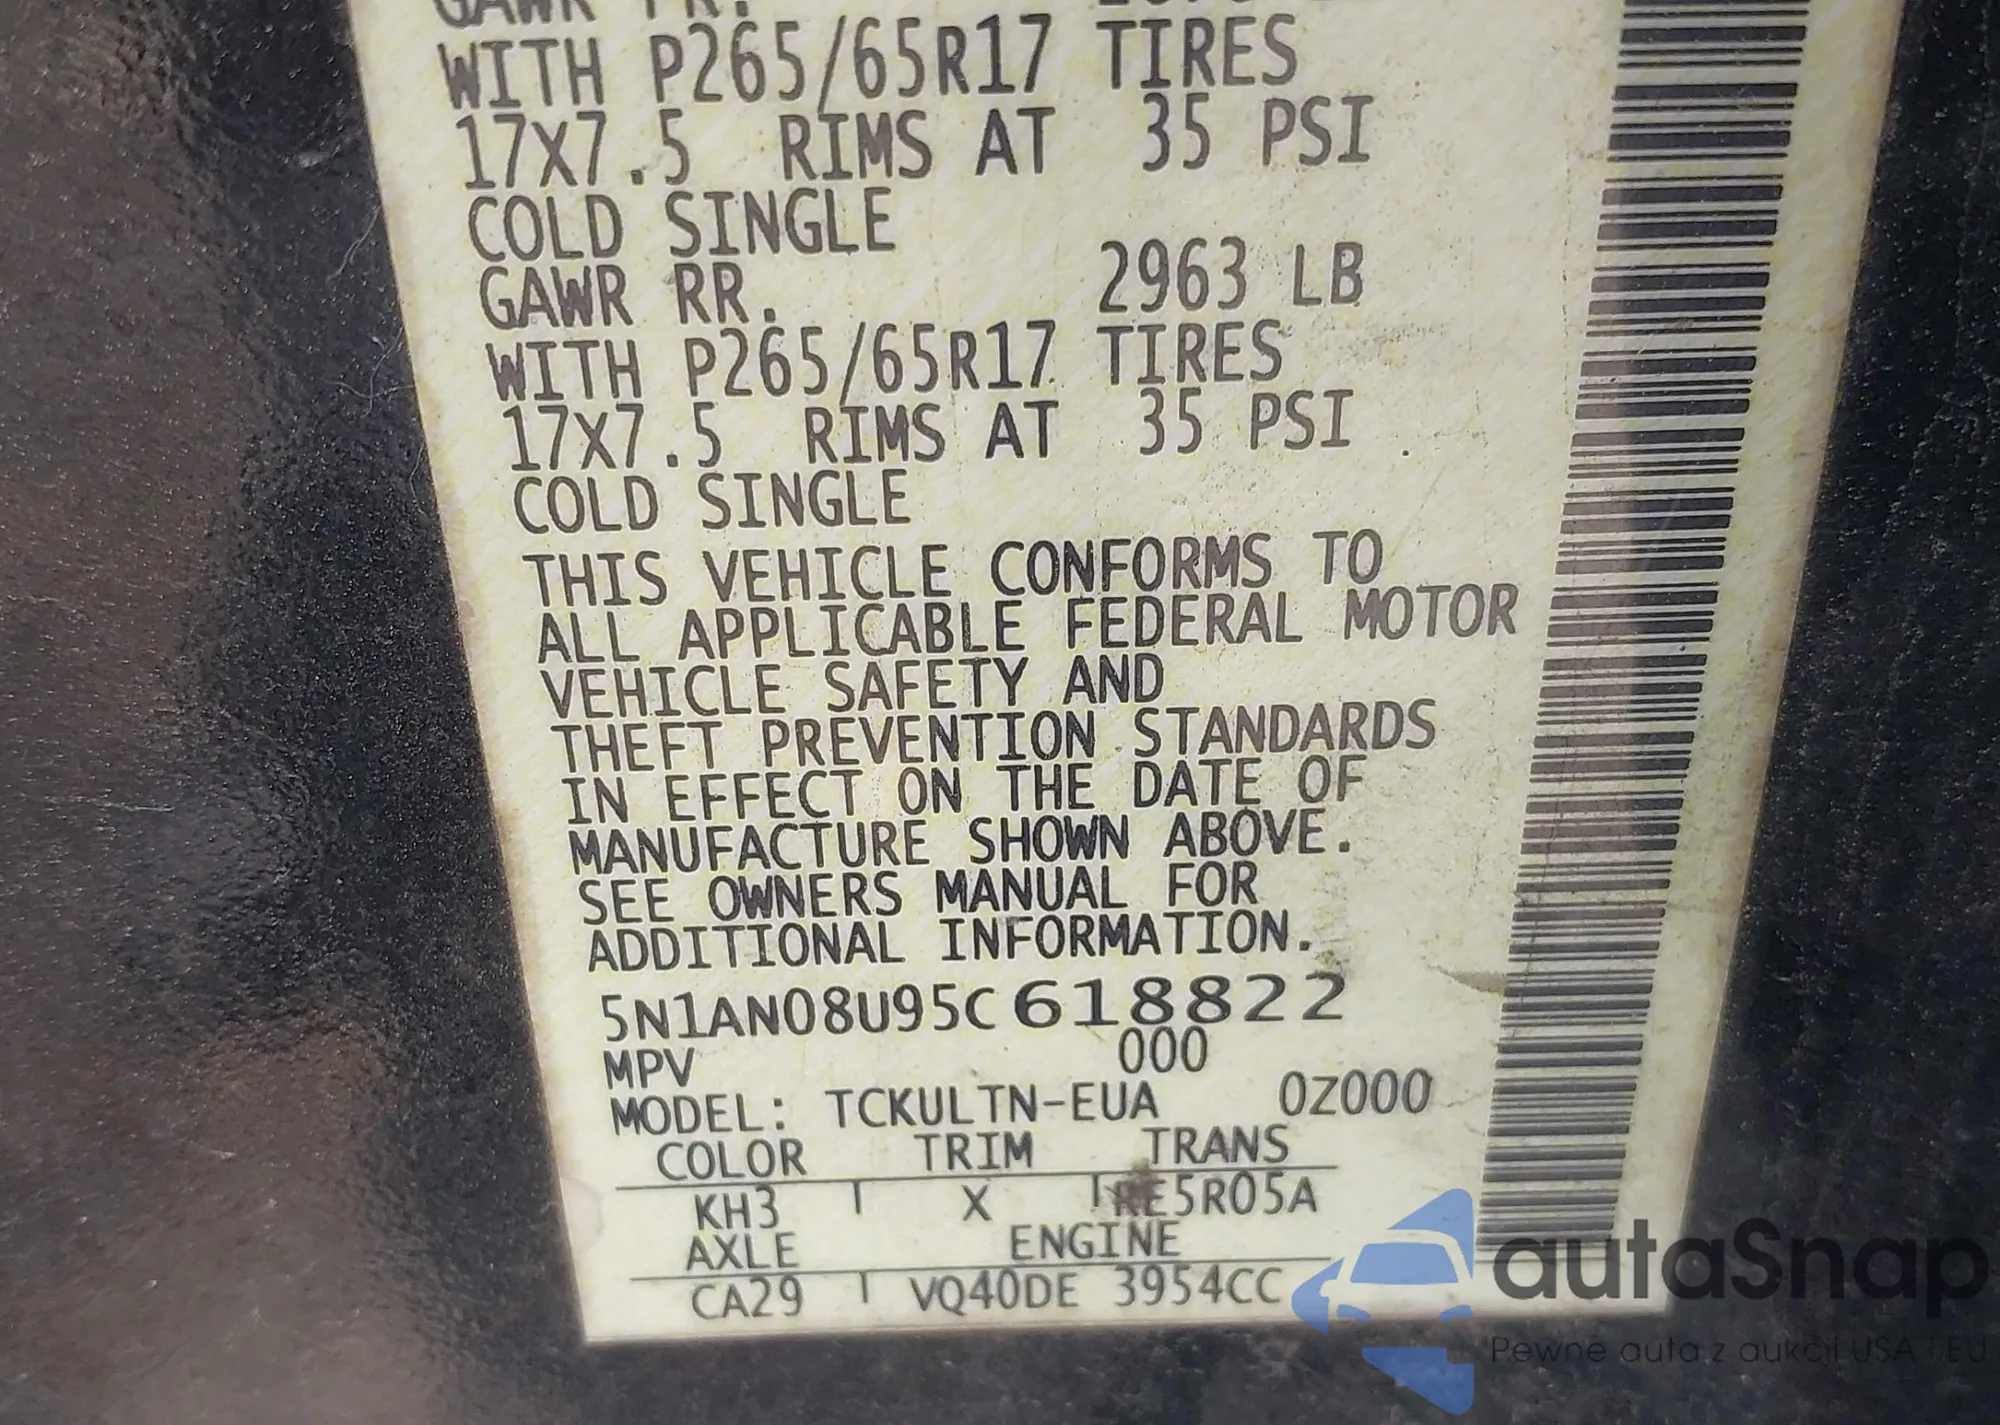 GAWR FR.
WITH P265/65R17 TIRES
17X7.5 RIMS AT 35 PSI
COLD SINGLE
GAWR RR. 2963 LB
WITH P265/65R17 TIRES
17X7.5 RIMS AT 35 PSI
COLD SINGLE
THIS VEHICLE CONFORMS TO
ALL APPLICABLE FEDERAL MOTOR
VEHICLE SAFETY AND
THEFT PREVENTION STANDARDS
IN EFFECT ON THE DATE OF
MANUFACTURE SHOWN ABOVE.
SEE OWNERS MANUAL FOR
ADDITIONAL INFORMATION.
5N1AN08U95C618822
MPV 000
MODEL: TCKULTN-EUA 0Z000
COLOR TRIM TRANS
KH3 X RE5R05A
AXLE ENGINE
CA29 VQ40DE 3954CC
autaSnap
Pewne auta z aukcji USA i EU